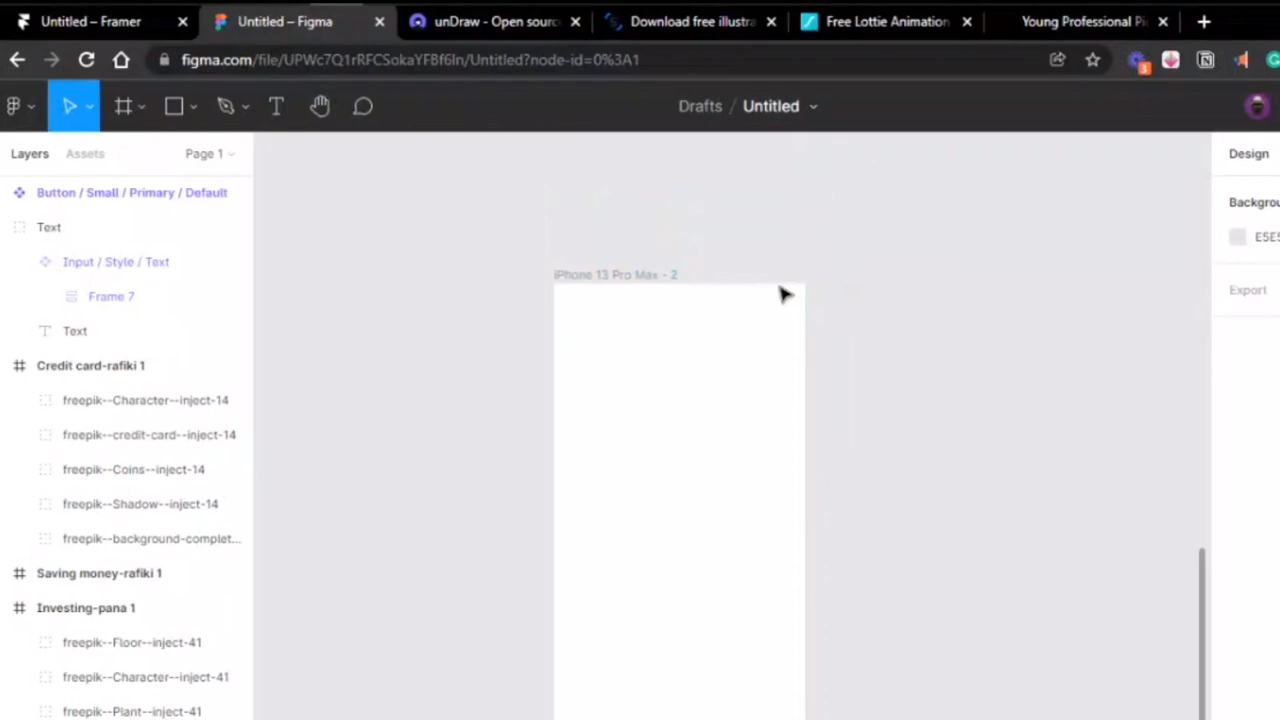 Untitled – Framer
Untitled – Figma
unDraw - Open sourc
Download free illustra
Free Lottie Animation
Young Professional Pi
figma.com/file/UPWc7Q1rRFCSokaYFBf6ln/Untitled?node-id=0%3A1
3
Drafts / Untitled
Layers
Assets
Page 1
Design
Button / Small / Primary / Default
Text
Input / Style / Text
Frame 7
Text
Credit card-rafiki 1
freepik--Character--inject-14
freepik--credit-card--inject-14
freepik--Coins--inject-14
freepik--Shadow--inject-14
freepik--background-complet...
Saving money-rafiki 1
Investing-pana 1
freepik--Floor--inject-41
freepik--Character--inject-41
freepik--Plant--inject-41
iPhone 13 Pro Max - 2
Backgrou
E5E5
Export